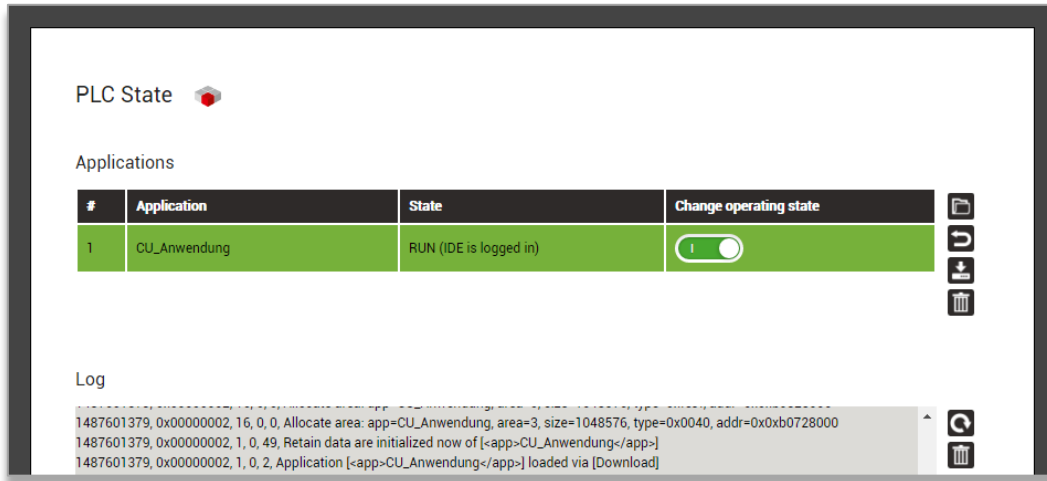 PLC State
Applications
# Application State Change operating state
1 CU_Anwendung RUN (IDE is logged in) I
Log
1487601379, 0x00000002, 16, 0, 0, Allocate area: app=CU_Anwendung, area=3, size=1048576, type=0x0040, addr=0x0xb0728000
1487601379, 0x00000002, 1, 0, 49, Retain data are initialized now of [<app>CU_Anwendung</app>]
1487601379, 0x00000002, 1, 0, 2, Application [<app>CU_Anwendung</app>] loaded via [Download]